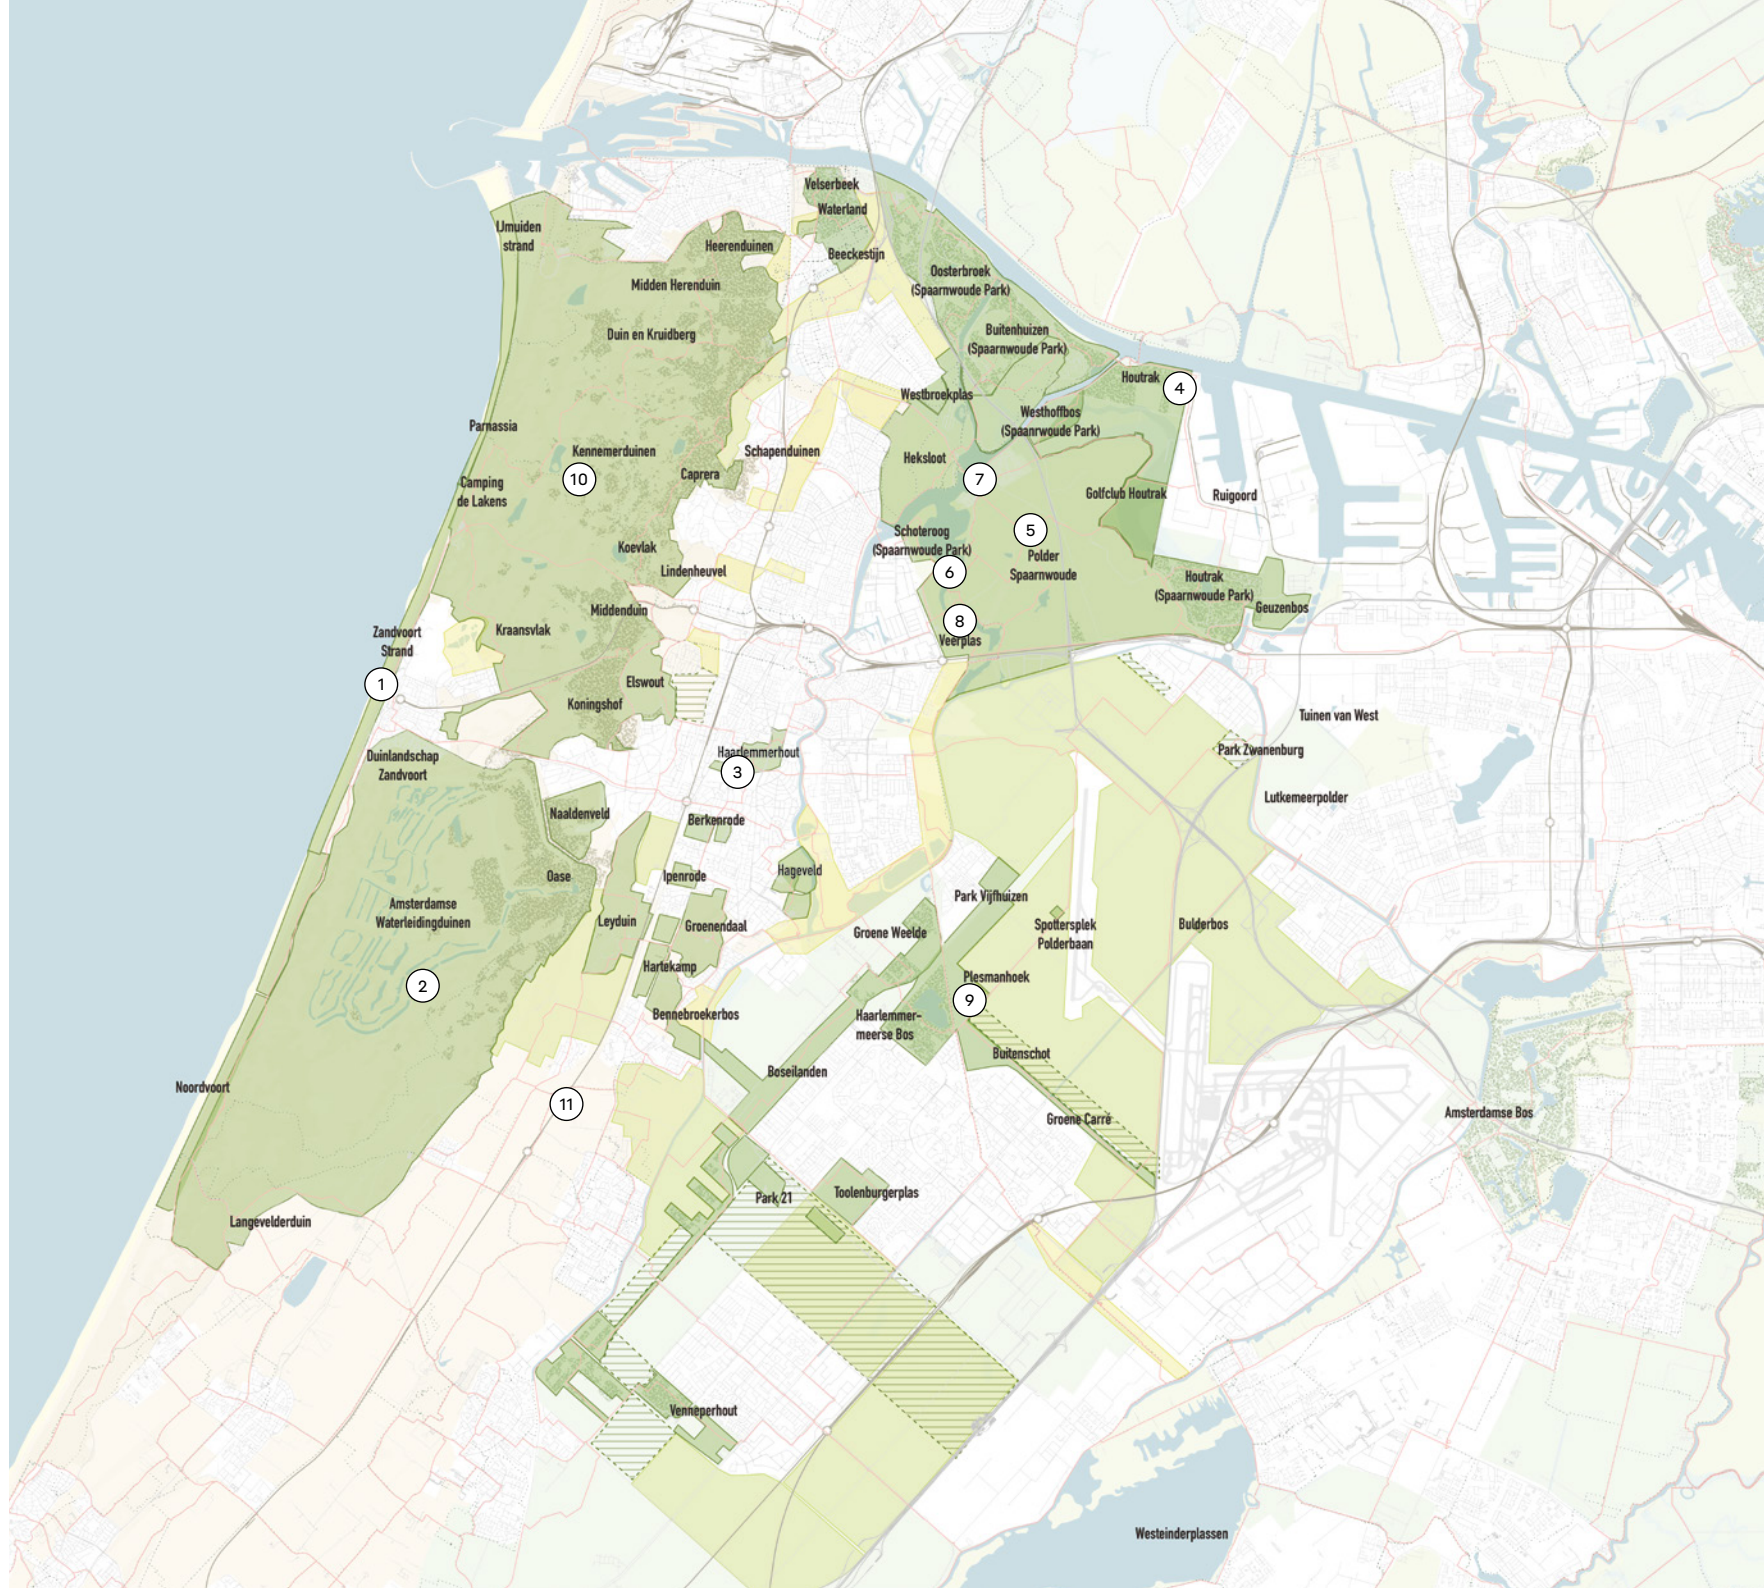 Velserbeek
Waterland
IJmuiden
strand
Heerenduinen
Beeckestijn
Oosterbroek
(Spaarnwoude Park)
Midden Herenduin
Duin en Kruidberg
Buitenhuizen
(Spaarnwoude Park)
Houtrak
4
Westbroekplas
Westhoffbos
(Spaanrwoude Park)
Parnassia
Kennemerduinen
10
Schapenduinen
Heksloot
7
Caprera
Camping
de Lakens
Golfclub Houtrak
Ruigoord
Schoteroog
(Spaarnwoude Park)
5
Polder
Spaarnwoude
Koevlak
Lindenheuvel
6
Houtrak
(Spaarnwoude Park)
Geuzenbos
Middenduin
8
Veerplas
Kraansvlak
Zandvoort
Strand
1
Elswout
Koningshof
Tuinen van West
Haarlemmerhout
3
Park Zwanenburg
Duinlandschap
Zandvoort
Lutkemeerpolder
Naaldenveld
Berkenrode
Oase
Ipenrode
Hageveld
Amsterdamse
Waterleidingduinen
Park Vijfhuizen
Leyduin
Groenendaal
Groene Weelde
Spottersplek
Polderbaan
Bulderbos
Hartekamp
2
Plesmanhoek
9
Bennebroekerbos
Haarlemmer-
meerse Bos
Buitenschot
Boseilanden
Noordvoort
11
Groene Carré
Amsterdamse Bos
Park 21
Toolenburgerplas
Langevelderduin
Venneperhout
Westeinderplassen